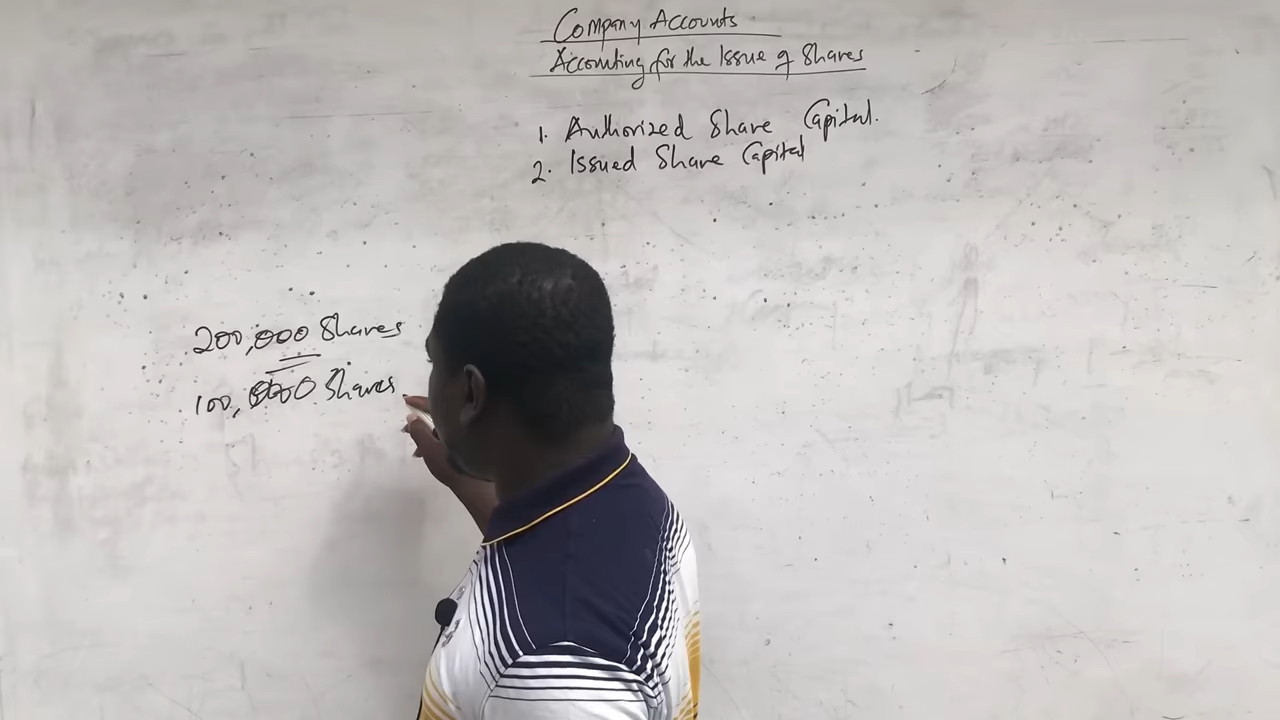 Company Accounts
Accounting for the Issue of Shares
1. Authorized Share Capital.
2. Issued Share Capital
200,000 Shares
100,000 Shares